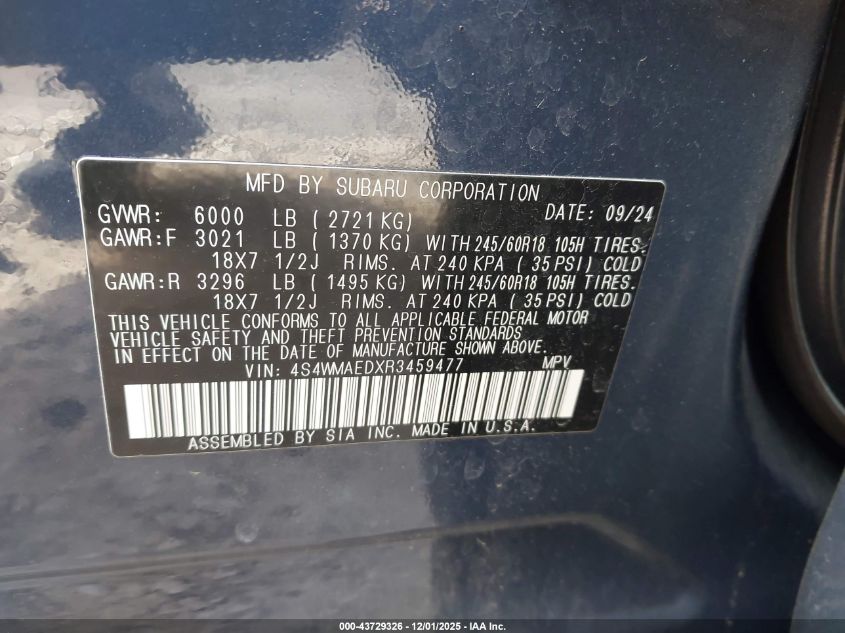 MFD BY SUBARU CORPORATION
GVWR: 6000 LB ( 2721 KG) DATE: 09/24
GAWR:F 3021 LB ( 1370 KG) WITH 245/60R18 105H TIRES.
18X7 1/2J RIMS. AT 240 KPA ( 35 PSI) COLD
GAWR:R 3296 LB ( 1495 KG) WITH 245/60R18 105H TIRES.
18X7 1/2J RIMS. AT 240 KPA ( 35 PSI) COLD
THIS VEHICLE CONFORMS TO ALL APPLICABLE FEDERAL MOTOR
VEHICLE SAFETY AND THEFT PREVENTION STANDARDS
IN EFFECT ON THE DATE OF MANUFACTURE SHOWN ABOVE.
VIN: 4S4WMAEDXR3459477 MPV
ASSEMBLED BY SIA INC. MADE IN U.S.A.
000-43729326 - 12/01/2025 - IAA Inc.